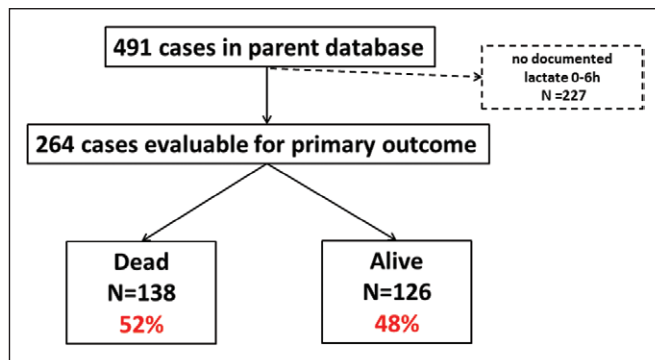 491 cases in parent database
no documented
lactate 0-6h
N =227
264 cases evaluable for primary outcome
Dead
N=138
52%
Alive
N=126
48%